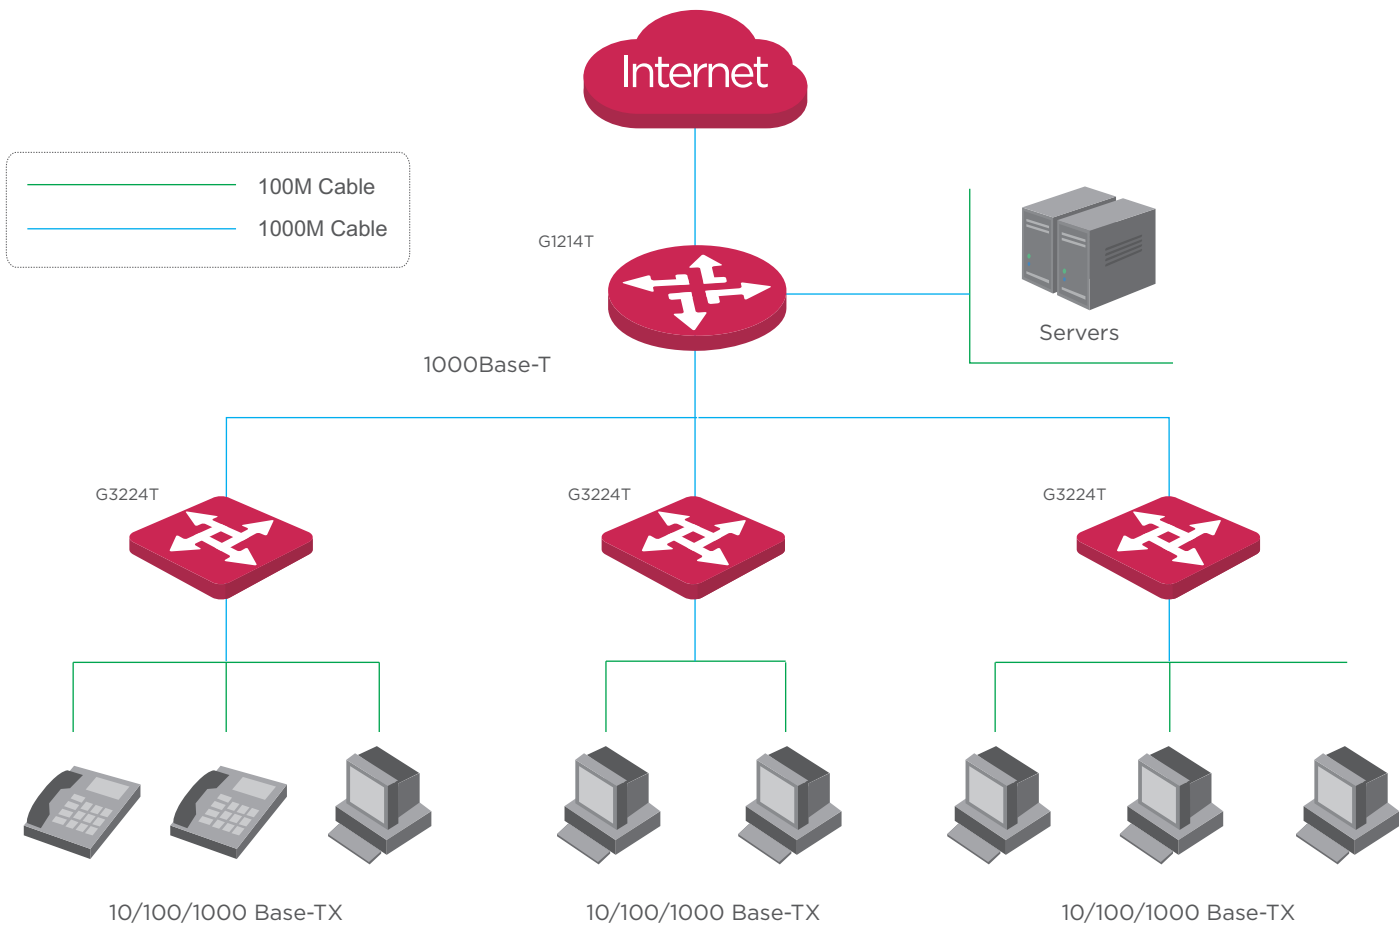 Internet
100M Cable
1000M Cable
G1214T
Servers
1000Base-T
G3224T
G3224T
G3224T
10/100/1000 Base-TX
10/100/1000 Base-TX
10/100/1000 Base-TX